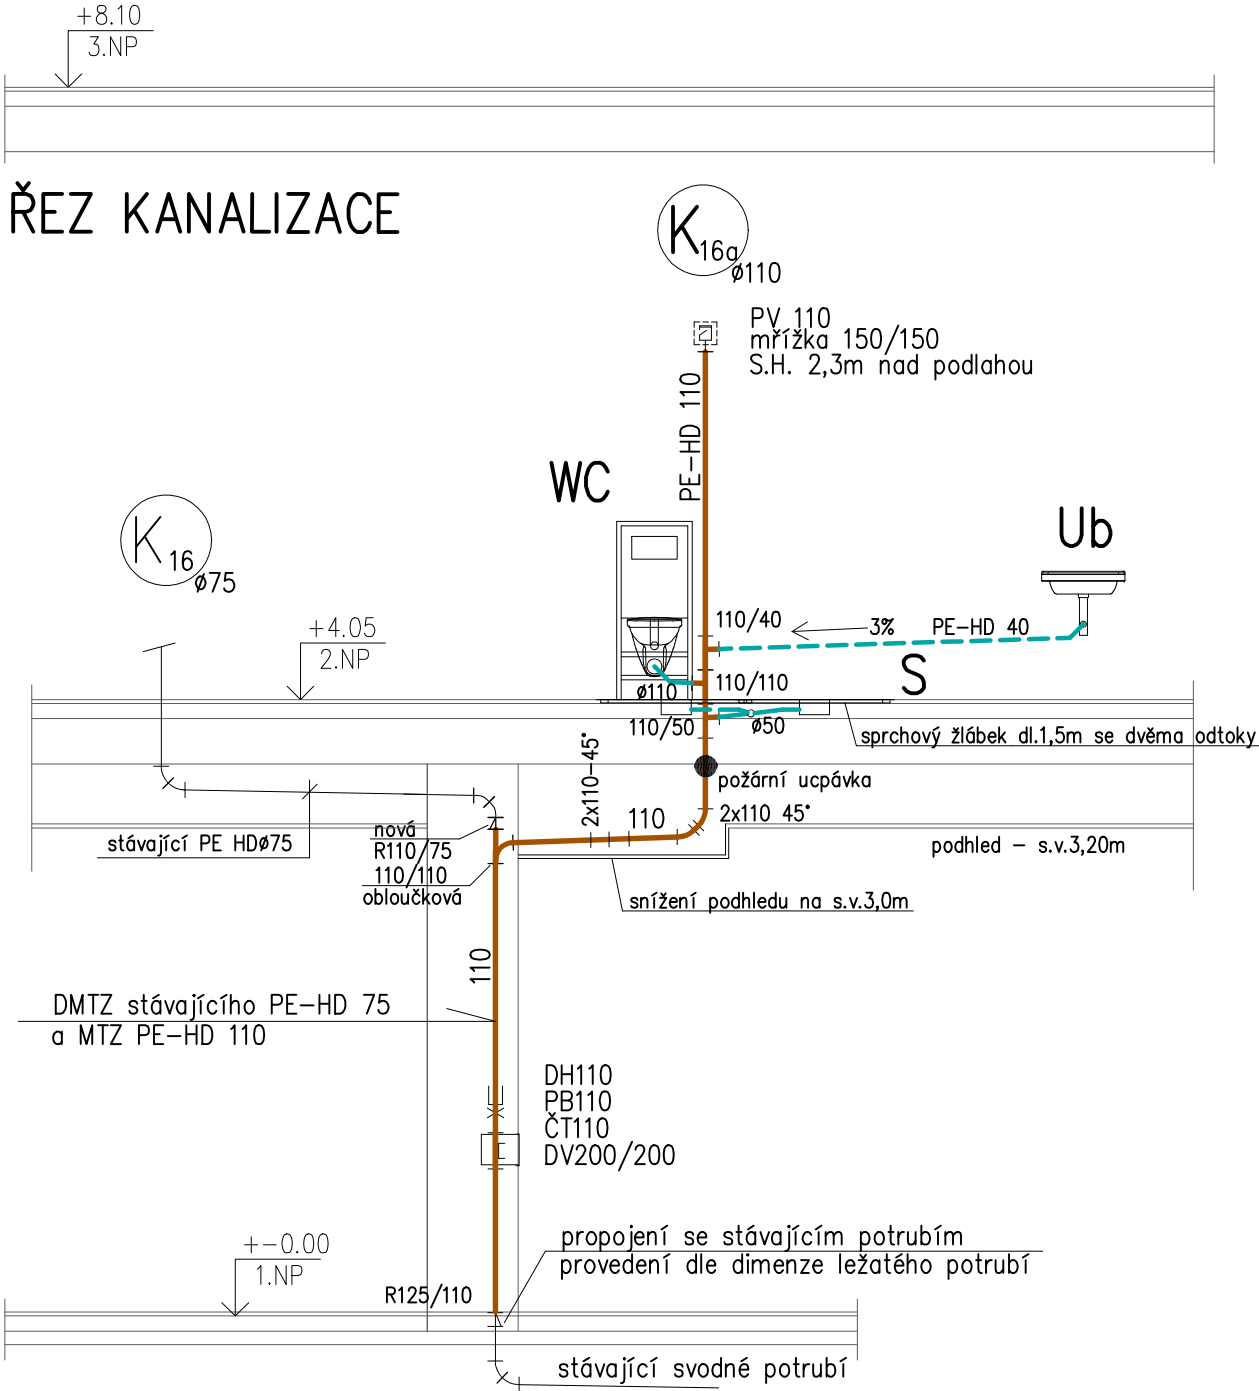 +8.10
3.NP
ŘEZ KANALIZACE
K16a
ø110
PV 110
mřížka 150/150
S.H. 2,3m nad podlahou
PE-HD 110
WC
Ub
K16
ø75
110/40
3%
PE-HD 40
+4.05
2.NP
S
ø110
110/110
110/50
ø50
sprchový žlábek dl.1,5m se dvěma odtoky
2x110-45°
požární ucpávka
110
2x110 45°
stávající PE HDø75
nová
R110/75
110/110
obloučková
podhled - s.v.3,20m
snížení podhledu na s.v.3,0m
110
DMTZ stávajícího PE-HD 75
a MTZ PE-HD 110
DH110
PB110
ČT110
DV200/200
+-0.00
1.NP
propojení se stávajícím potrubím
provedení dle dimenze ležatého potrubí
R125/110
stávající svodné potrubí